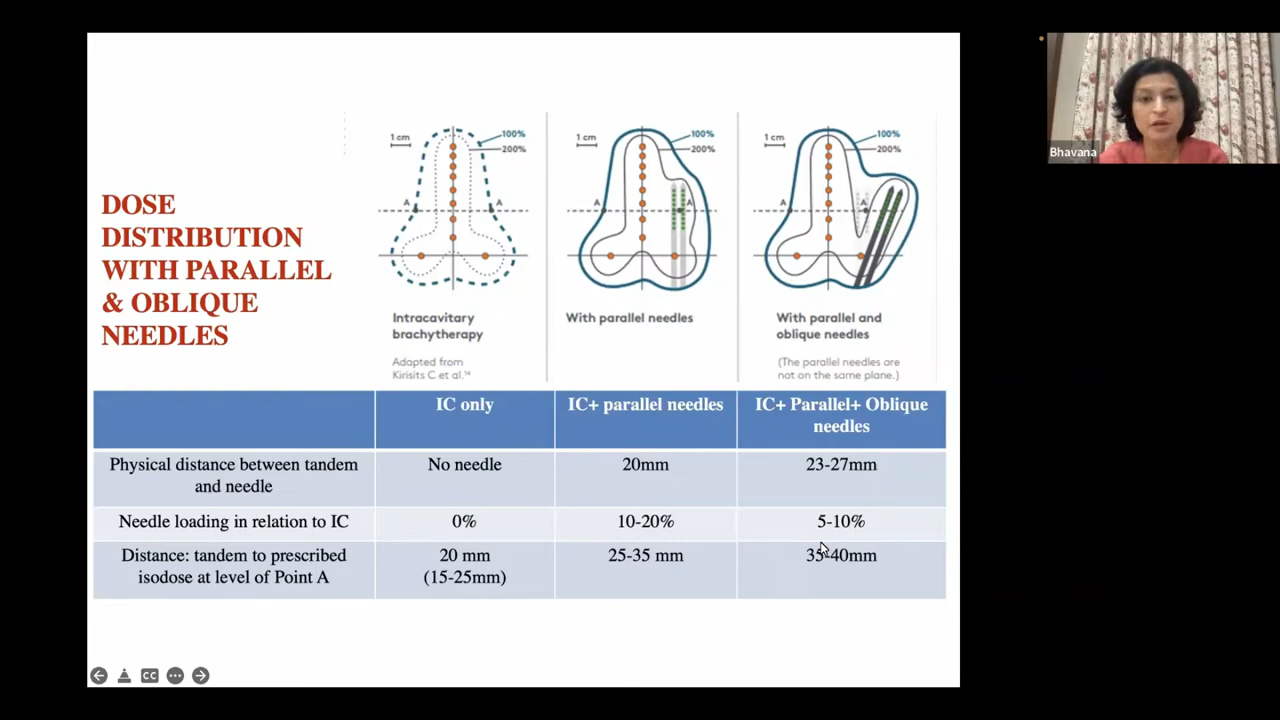 Bhavana
DOSE
DISTRIBUTION
WITH PARALLEL
& OBLIQUE
NEEDLES
1 cm
100%
200%
A
A
Intracavitary
brachytherapy
Adapted from
Kirisits C et al.¹⁴
1 cm
100%
200%
A
A
With parallel needles
1 cm
100%
200%
A
A
With parallel and
oblique needles
(The parallel needles are
not on the same plane.)
IC only
IC+ parallel needles
IC+ Parallel+ Oblique
needles
Physical distance between tandem
and needle
No needle
20mm
23-27mm
Needle loading in relation to IC
0%
10-20%
5-10%
Distance: tandem to prescribed
isodose at level of Point A
20 mm
(15-25mm)
25-35 mm
35-40mm
CC